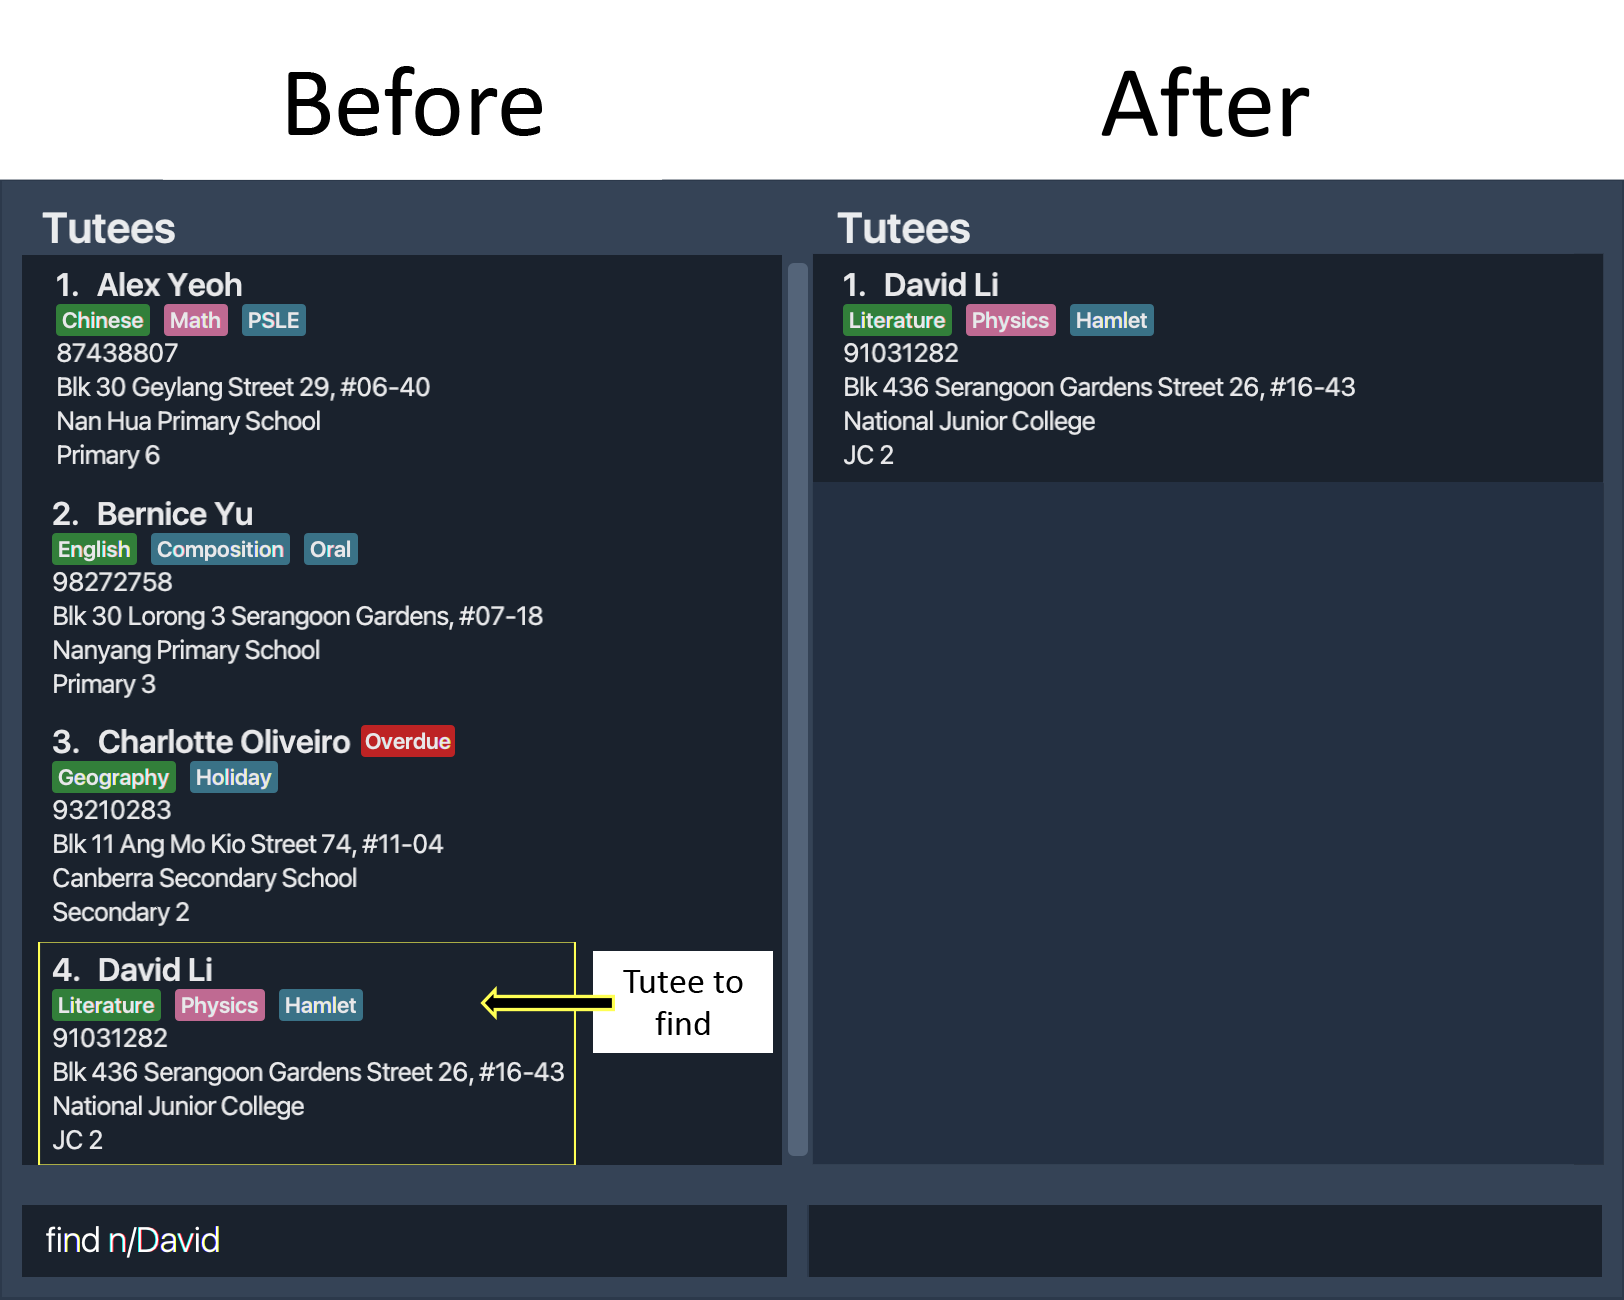 Before
After
Tutees
1. Alex Yeoh
Chinese Math PSLE
87438807
Blk 30 Geylang Street 29, #06-40
Nan Hua Primary School
Primary 6
2. Bernice Yu
English Composition Oral
98272758
Blk 30 Lorong 3 Serangoon Gardens, #07-18
Nanyang Primary School
Primary 3
3. Charlotte Oliveiro Overdue
Geography Holiday
93210283
Blk 11 Ang Mo Kio Street 74, #11-04
Canberra Secondary School
Secondary 2
4. David Li
Literature Physics Hamlet
91031282
Blk 436 Serangoon Gardens Street 26, #16-43
National Junior College
JC 2
Tutee to
find
find n/David
Tutees
1. David Li
Literature Physics Hamlet
91031282
Blk 436 Serangoon Gardens Street 26, #16-43
National Junior College
JC 2